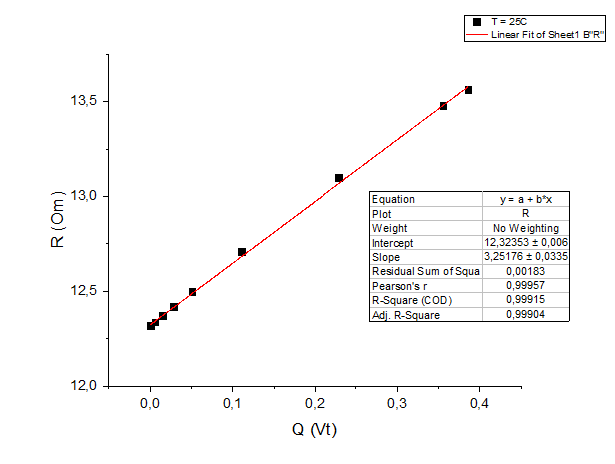 T = 25C
Linear Fit of Sheet1 B"R"
13,5
13,0
12,5
12,0
R (Om)
Equation y = a + b*x
Plot R
Weight No Weighting
Intercept 12,32353 ± 0,006
Slope 3,25176 ± 0,0335
Residual Sum of Squa 0,00183
Pearson's r 0,99957
R-Square (COD) 0,99915
Adj. R-Square 0,99904
0,0 0,1 0,2 0,3 0,4
Q (Vt)